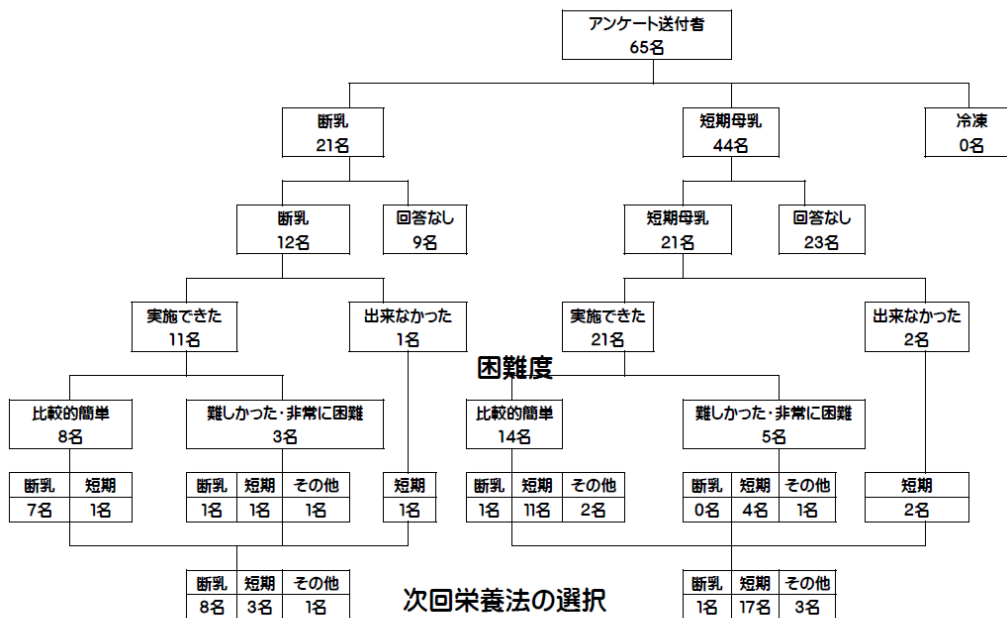 アンケート送付者
65名
断乳
21名
短期母乳
44名
冷凍
0名
断乳
12名
回答なし
9名
短期母乳
21名
回答なし
23名
実施できた
11名
出来なかった
1名
実施できた
21名
出来なかった
2名
困難度
比較的簡単
8名
難しかった・非常に困難
3名
比較的簡単
14名
難しかった・非常に困難
5名
断乳 短期
7名 1名
断乳 短期 その他
1名 1名 1名
短期
1名
断乳 短期 その他
1名 11名 2名
断乳 短期 その他
0名 4名 1名
短期
2名
断乳 短期 その他
8名 3名 1名
次回栄養法の選択
断乳 短期 その他
1名 17名 3名